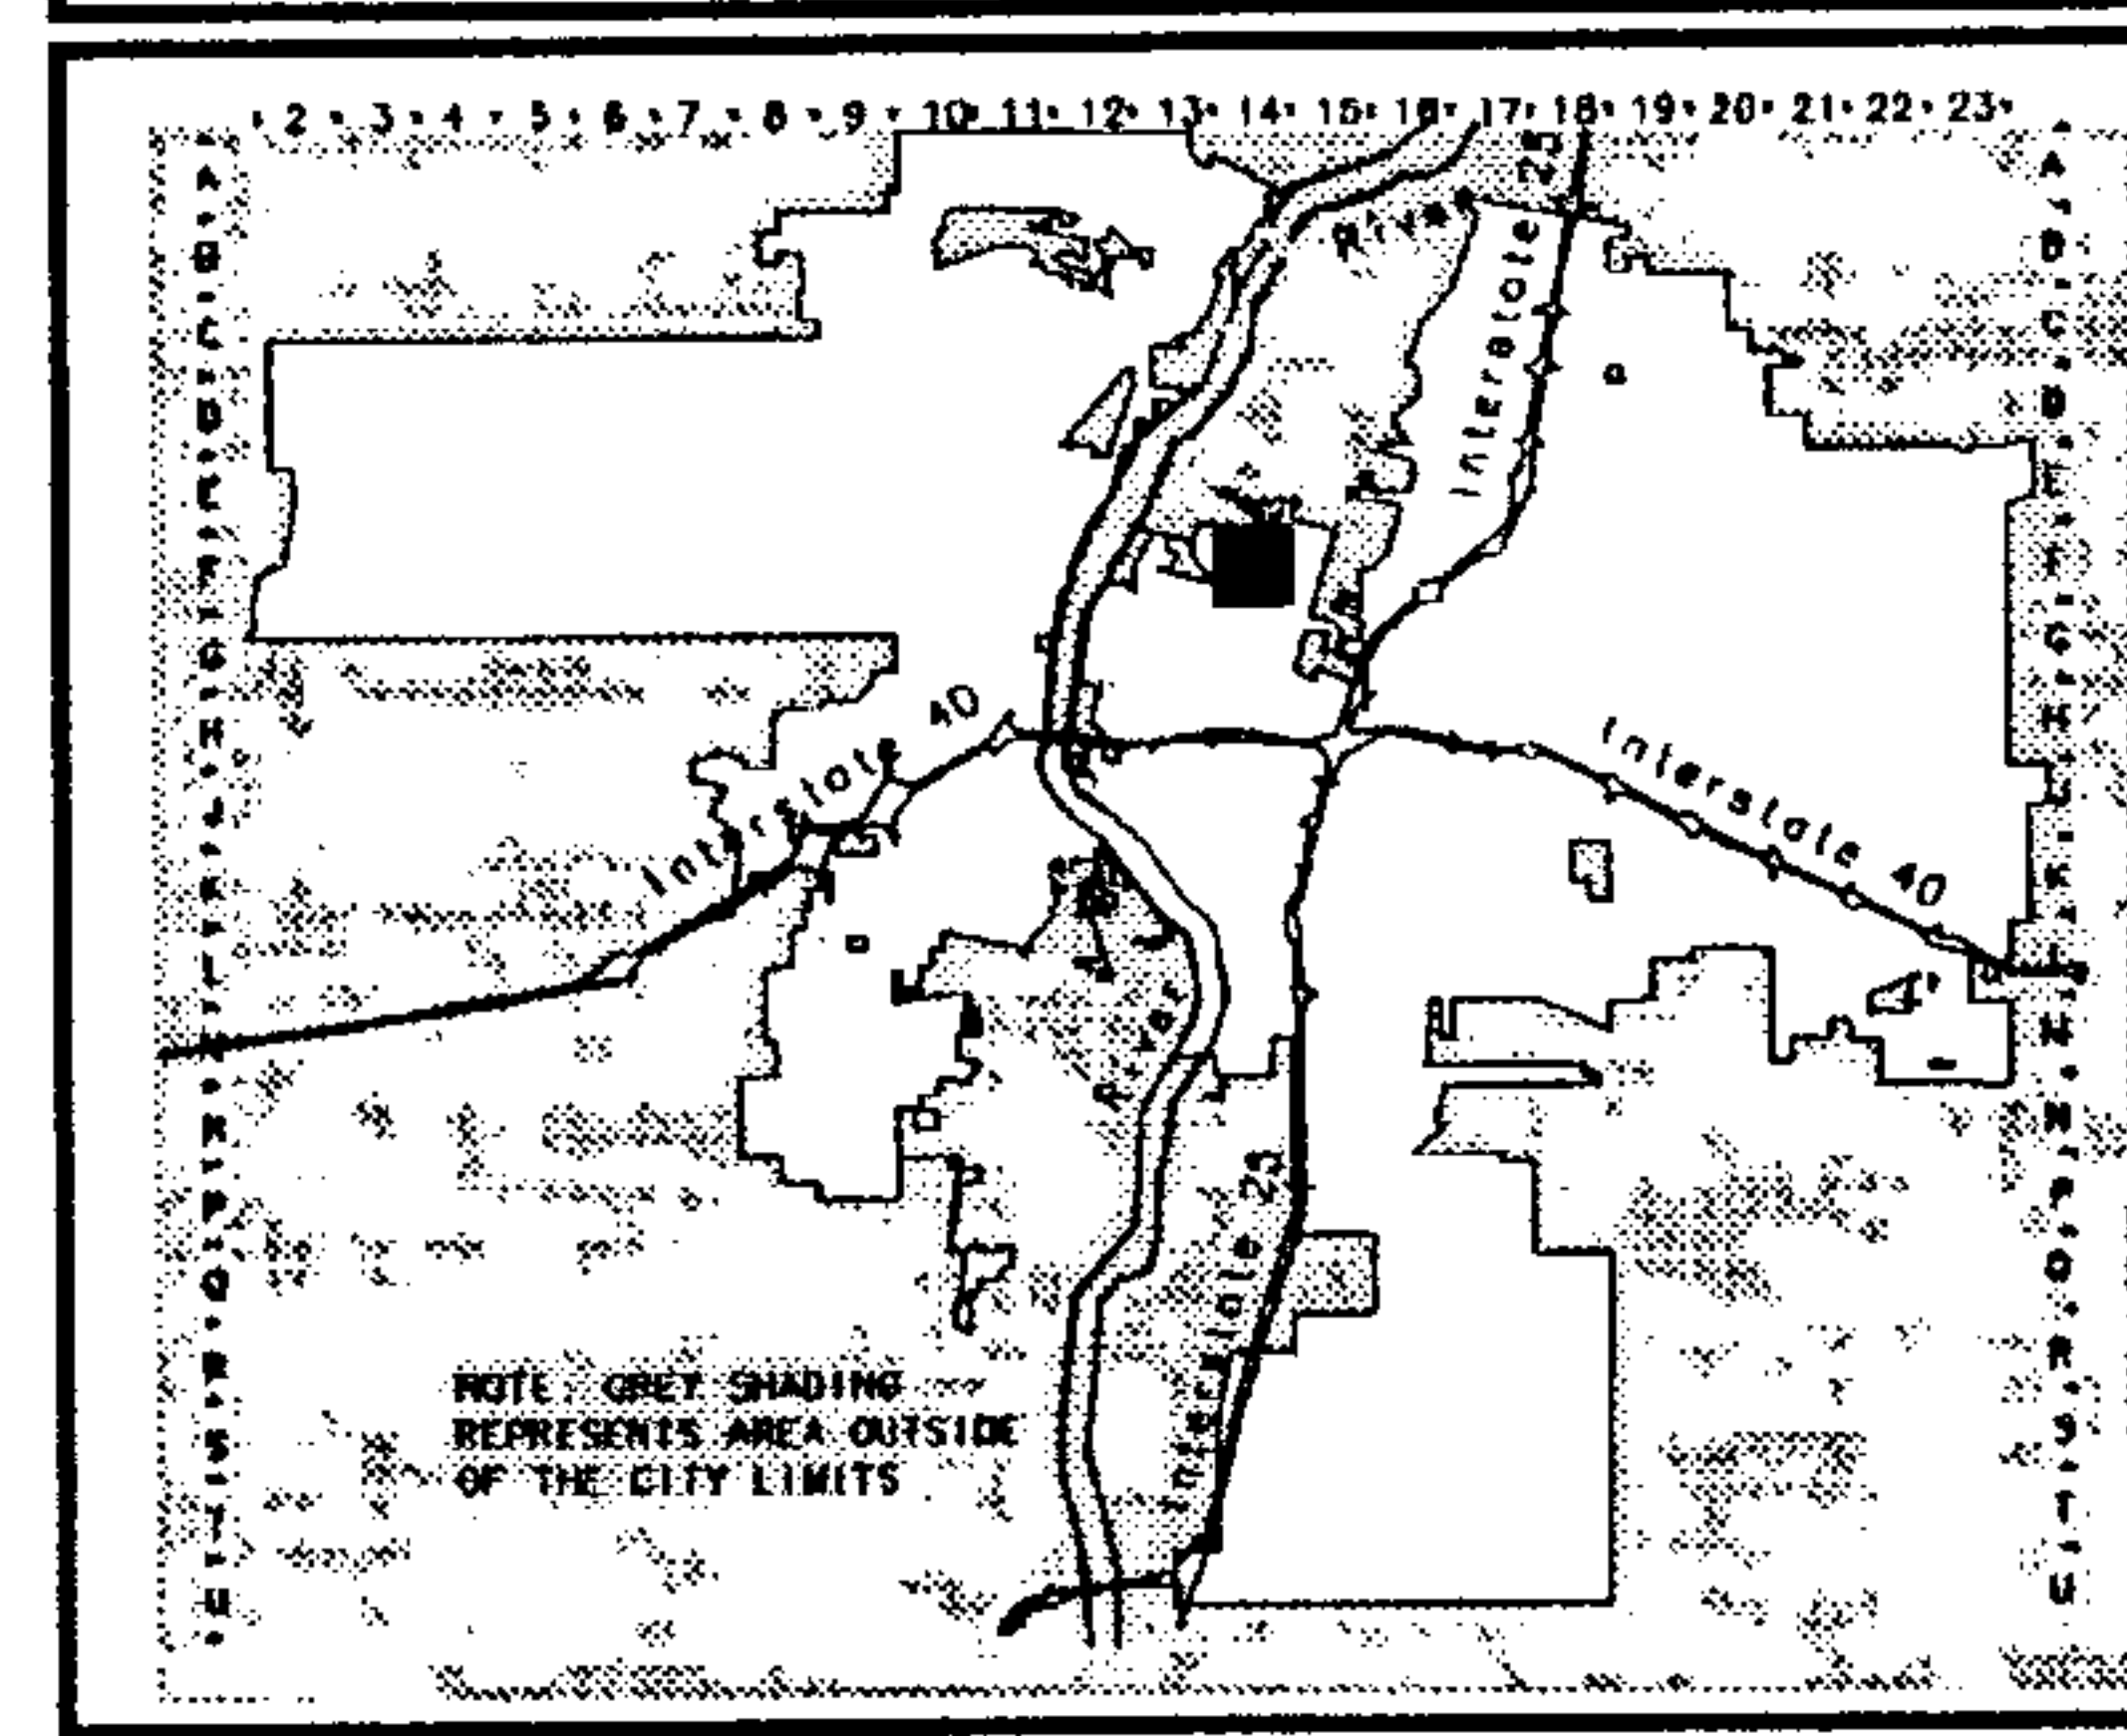 2 3 4 5 6 7 8 9 10 11 12 13 14 15 16 17 18 19 20 21 22 23
A B C D E F G H J K L M N P Q R S T U
A B C D E F G H J K L M N P Q R S T U
River
Interstate 25
Interstate 40
Interstate 40
River
Interstate 25
NOTE: GREY SHADING
REPRESENTS AREA OUTSIDE
OF THE CITY LIMITS